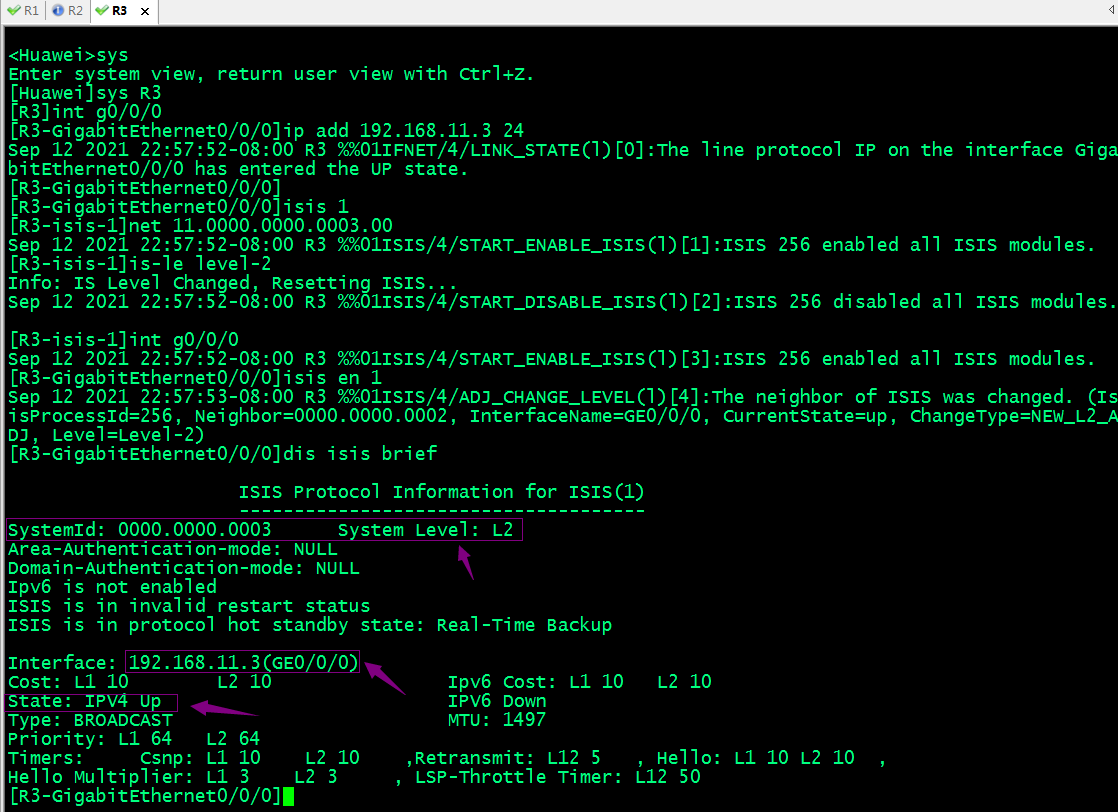 R1 R2 R3
<Huawei>sys
Enter system view, return user view with Ctrl+Z.
[Huawei]sys R3
[R3]int g0/0/0
[R3-GigabitEthernet0/0/0]ip add 192.168.11.3 24
Sep 12 2021 22:57:52-08:00 R3 %%01IFNET/4/LINK_STATE(l)[0]:The line protocol IP on the interface Giga
bitEthernet0/0/0 has entered the UP state.
[R3-GigabitEthernet0/0/0]
[R3-GigabitEthernet0/0/0]isis 1
[R3-isis-1]net 11.0000.0000.0003.00
Sep 12 2021 22:57:52-08:00 R3 %%01ISIS/4/START_ENABLE_ISIS(l)[1]:ISIS 256 enabled all ISIS modules.
[R3-isis-1]is-le level-2
Info: IS Level Changed, Resetting ISIS...
Sep 12 2021 22:57:52-08:00 R3 %%01ISIS/4/START_DISABLE_ISIS(l)[2]:ISIS 256 disabled all ISIS modules.
[R3-isis-1]int g0/0/0
Sep 12 2021 22:57:52-08:00 R3 %%01ISIS/4/START_ENABLE_ISIS(l)[3]:ISIS 256 enabled all ISIS modules.
[R3-GigabitEthernet0/0/0]isis en 1
Sep 12 2021 22:57:53-08:00 R3 %%01ISIS/4/ADJ_CHANGE_LEVEL(l)[4]:The neighbor of ISIS was changed. (Is
isProcessId=256, Neighbor=0000.0000.0002, InterfaceName=GE0/0/0, CurrentState=up, ChangeType=NEW_L2_A
DJ, Level=Level-2)
[R3-GigabitEthernet0/0/0]dis isis brief
ISIS Protocol Information for ISIS(1)
-------------------------------------
SystemId: 0000.0000.0003      System Level: L2
Area-Authentication-mode: NULL
Domain-Authentication-mode: NULL
Ipv6 is not enabled
ISIS is in invalid restart status
ISIS is in protocol hot standby state: Real-Time Backup
Interface: 192.168.11.3(GE0/0/0)
Cost: L1 10        L2 10                Ipv6 Cost: L1 10   L2 10
State: IPV4 Up                          IPV6 Down
Type: BROADCAST                         MTU: 1497
Priority: L1 64   L2 64
Timers:     Csnp: L1 10    L2 10    ,Retransmit: L12 5   , Hello: L1 10 L2 10  ,
Hello Multiplier: L1 3    L2 3     , LSP-Throttle Timer: L12 50
[R3-GigabitEthernet0/0/0]